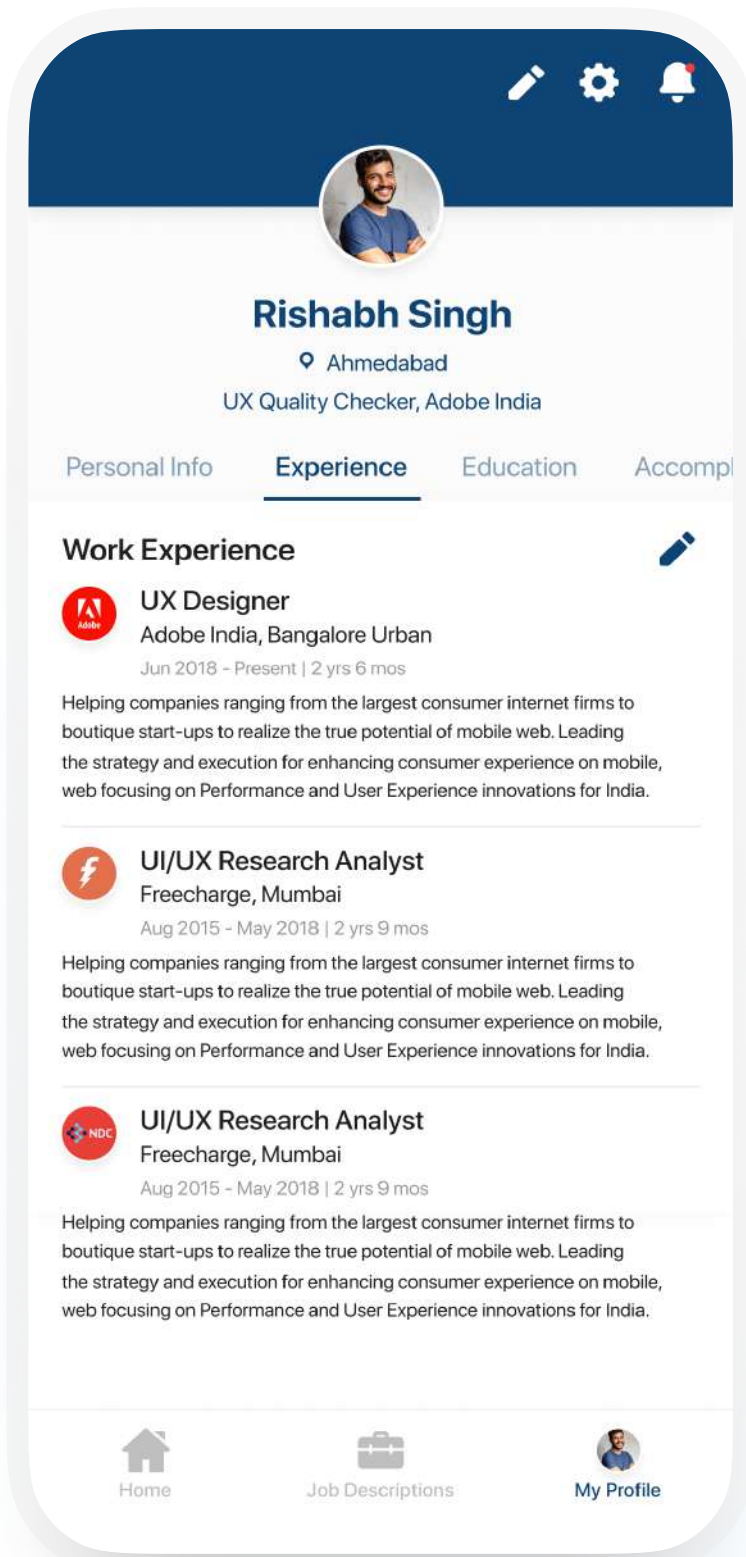 Rishabh Singh
Ahmedabad
UX Quality Checker, Adobe India
Personal Info Experience Education Accompl
Work Experience
Adobe
UX Designer
Adobe India, Bangalore Urban
Jun 2018 - Present | 2 yrs 6 mos
Helping companies ranging from the largest consumer internet firms to
boutique start-ups to realize the true potential of mobile web. Leading
the strategy and execution for enhancing consumer experience on mobile,
web focusing on Performance and User Experience innovations for India.
UI/UX Research Analyst
Freecharge, Mumbai
Aug 2015 - May 2018 | 2 yrs 9 mos
Helping companies ranging from the largest consumer internet firms to
boutique start-ups to realize the true potential of mobile web. Leading
the strategy and execution for enhancing consumer experience on mobile,
web focusing on Performance and User Experience innovations for India.
NDC
UI/UX Research Analyst
Freecharge, Mumbai
Aug 2015 - May 2018 | 2 yrs 9 mos
Helping companies ranging from the largest consumer internet firms to
boutique start-ups to realize the true potential of mobile web. Leading
the strategy and execution for enhancing consumer experience on mobile,
web focusing on Performance and User Experience innovations for India.
Home Job Descriptions My Profile